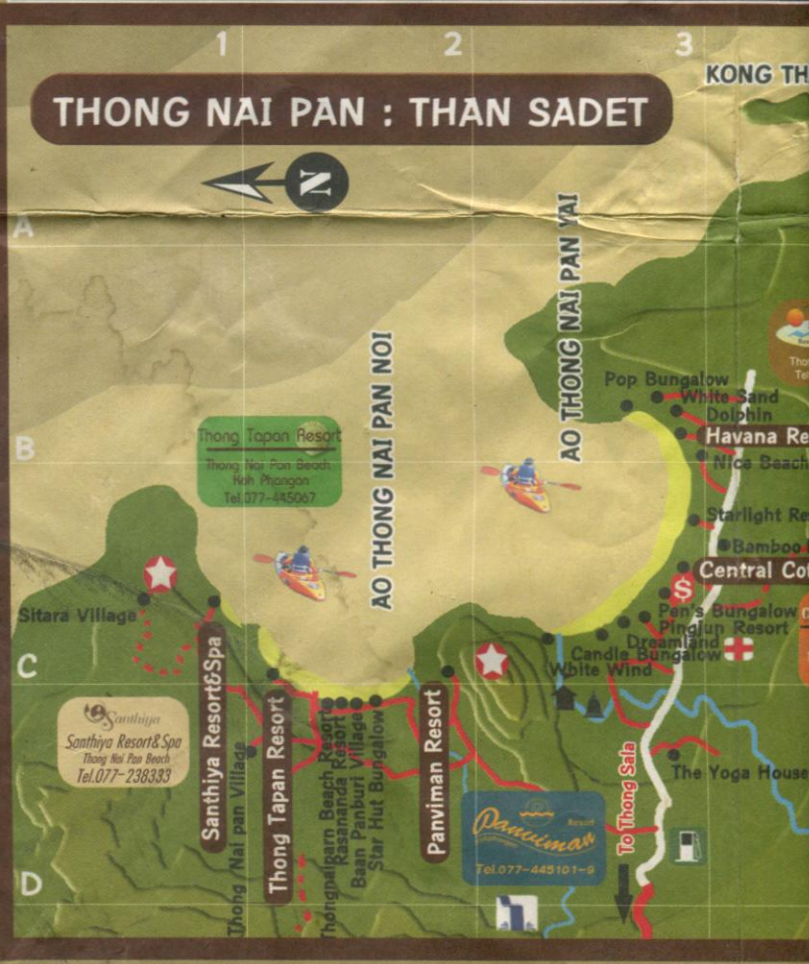 1
2
3
KONG TH
THONG NAI PAN : THAN SADET
N
A
AO THONG NAI PAN YAI
AO THONG NAI PAN NOI
Tho
Tel
Pop Bungalow
White Sand
Dolphin
Havana Re
Nice Beach
B
Thong Tapan Resort
Thong Nai Pan Beach
Koh Phangan
Tel.077-445067
Starlight Re
Bamboo
Central Cot
$
Pen's Bungalow
Pingjun Resort
Dreamland
Candle Bungalow
White Wind
Sitara Village
C
Santhiya
Santhiya Resort&Spa
Thong Nai Pan Beach
Tel.077-238333
Santhiya Resort&Spa
Thong Nai pan Village
Thong Tapan Resort
Thongnaigarn Beach Resort
Rasananda Resort
Baan Panburi Village
Star Hut Bungalow
Panviman Resort
The Yoga House
To Thong Sala
Panviman
Resort
Tel.077-445101-9
D